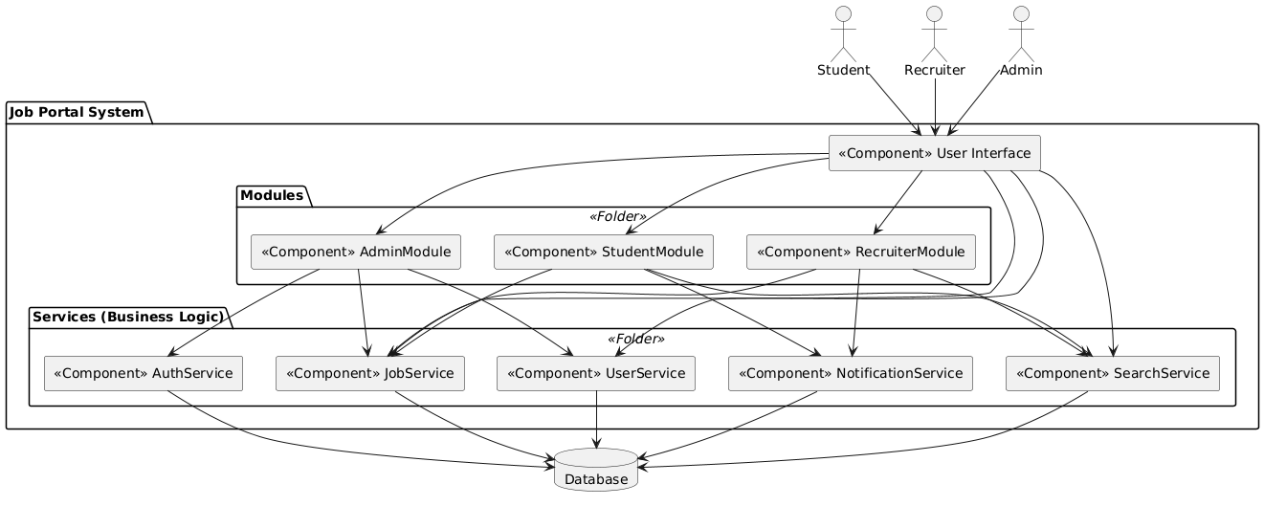 Student
Recruiter
Admin
Job Portal System
«Component» User Interface
Modules
«Folder»
«Component» AdminModule
«Component» StudentModule
«Component» RecruiterModule
Services (Business Logic)
«Folder»
«Component» AuthService
«Component» JobService
«Component» UserService
«Component» NotificationService
«Component» SearchService
Database